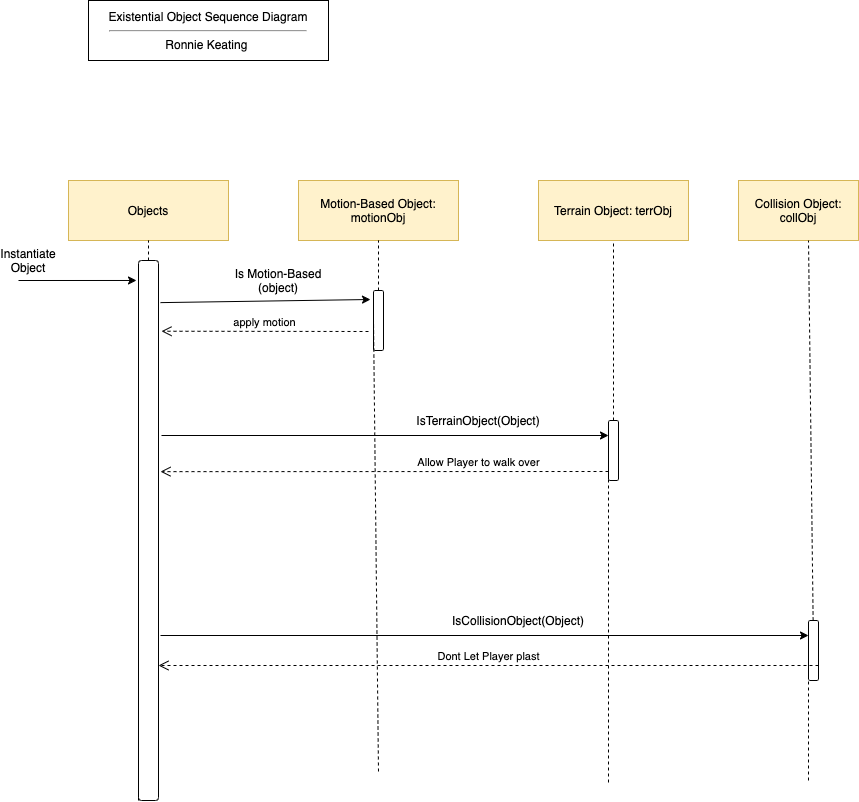 Existential Object Sequence Diagram
Ronnie Keating
Objects
Motion-Based Object:
motionObj
Terrain Object: terrObj
Collision Object:
collObj
Instantiate
Object
Is Motion-Based
(object)
apply motion
IsTerrainObject(Object)
Allow Player to walk over
IsCollisionObject(Object)
Dont Let Player plast